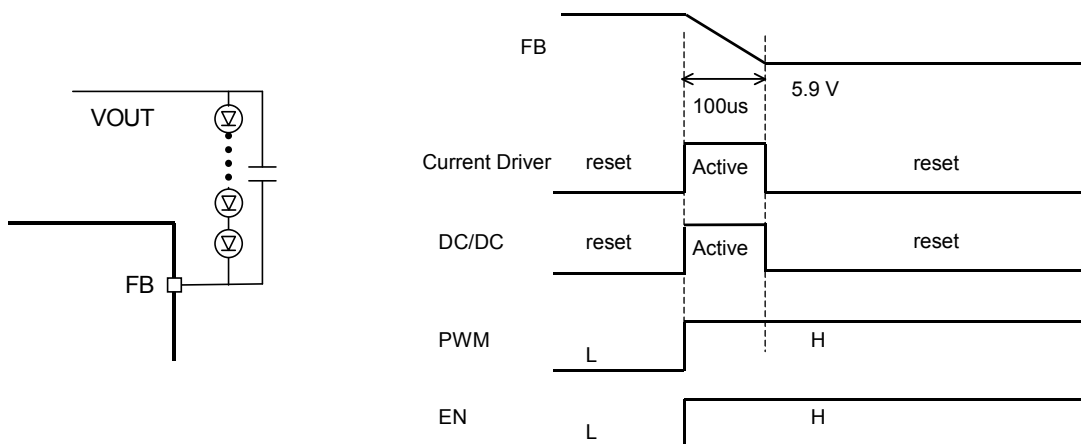 VOUT
FB
FB
5.9 V
100us
Current Driver reset Active reset
DC/DC reset Active reset
PWM L H
EN L H